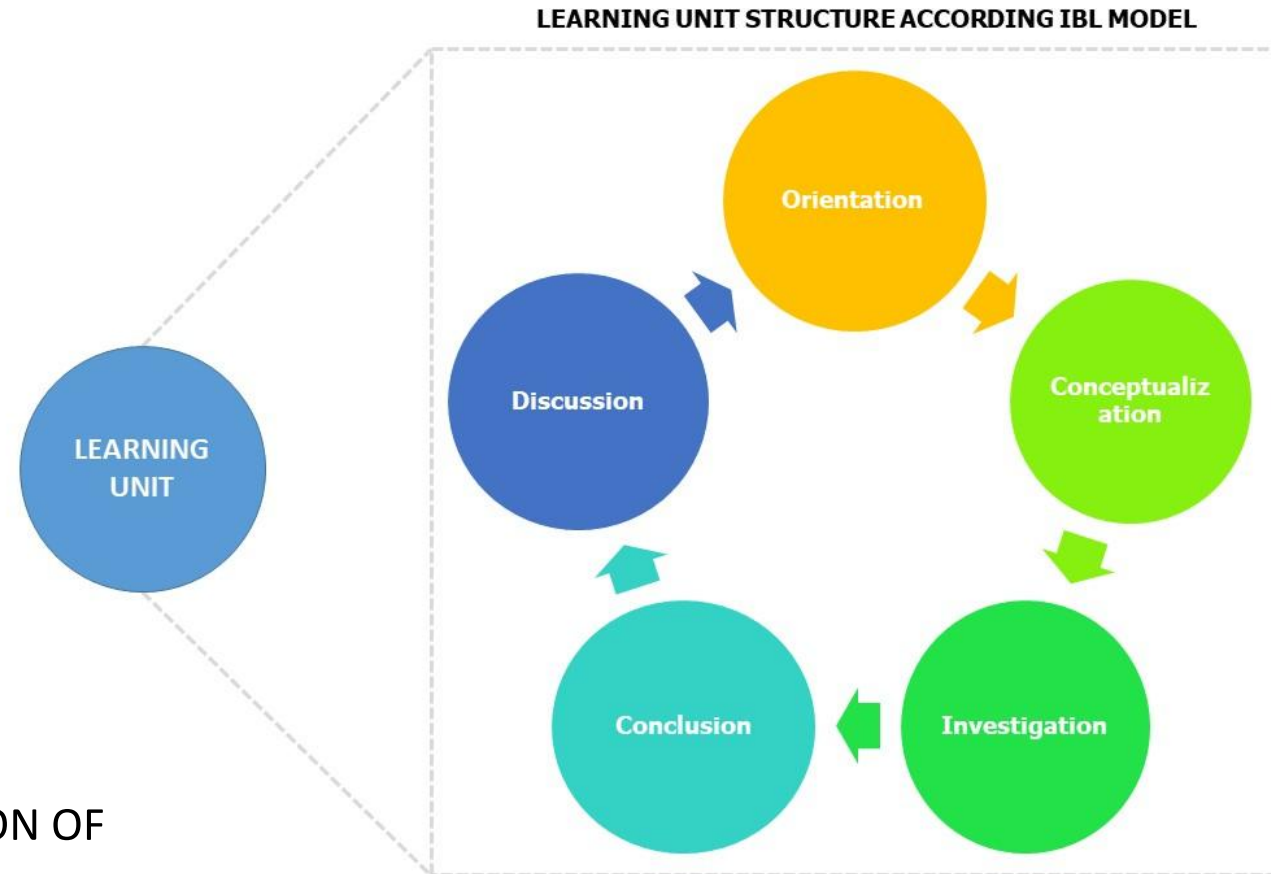 LEARNING UNIT STRUCTURE ACCORDING IBL MODEL
Orientation
Conceptualiz
ation
Investigation
Conclusion
Discussion
LEARNING
UNIT
ON OF